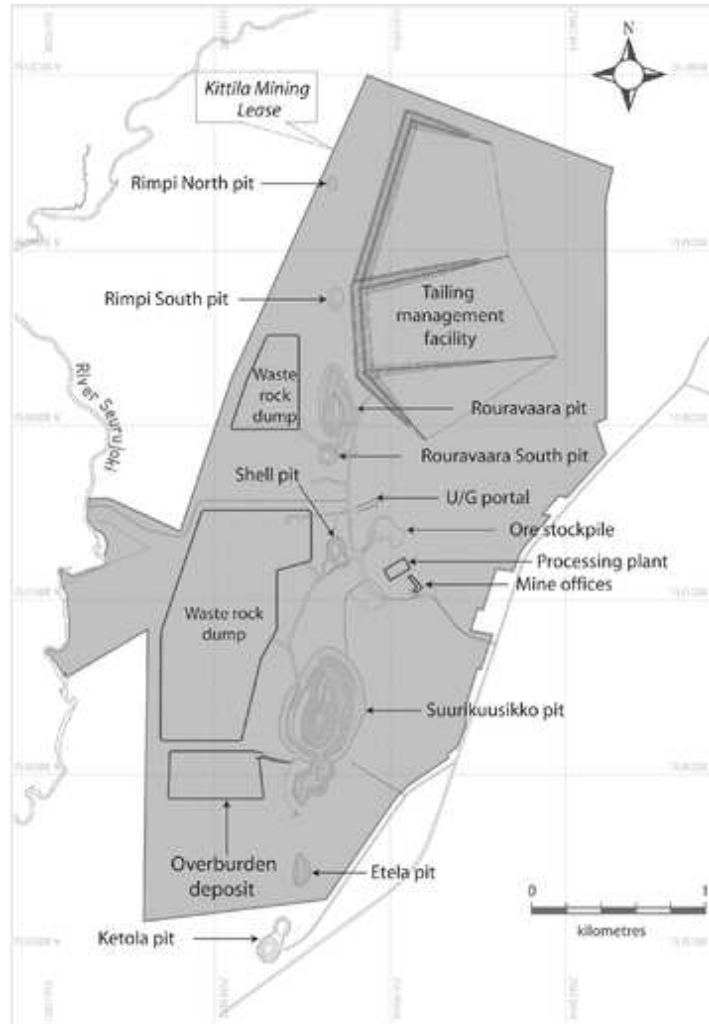 N
Kittila Mining
Lease
Rimpi North pit
Rimpi South pit
Tailing
management
facility
Waste
rock
dump
River Seurujoki
Rouravaara pit
Rouravaara South pit
Shell pit
U/G portal
Ore stockpile
Processing plant
Mine offices
Waste rock
dump
Suurikuusikko pit
Overburden
deposit
Etela pit
Ketola pit
0 1
kilometres